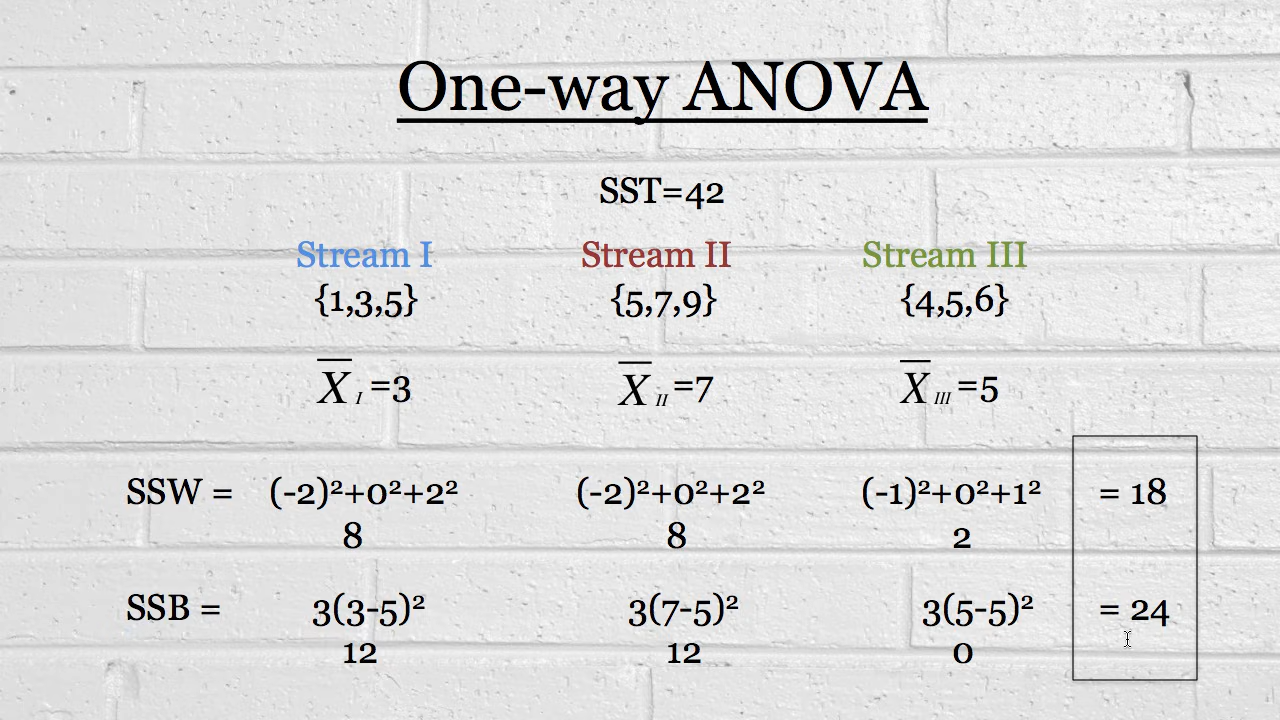 One-way ANOVA
SST=42
Stream I Stream II Stream III
{1,3,5} {5,7,9} {4,5,6}
X̅ I =3 X̅ II =7 X̅ III =5
SSW = (-2)²+0²+2² (-2)²+0²+2² (-1)²+0²+1² = 18
8 8 2
SSB = 3(3-5)² 3(7-5)² 3(5-5)² = 24
12 12 0